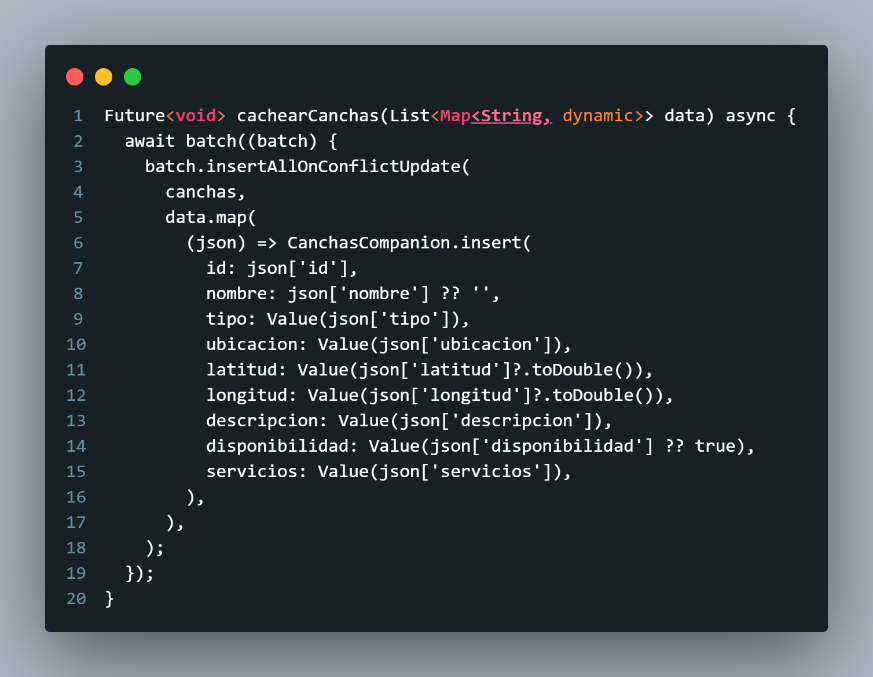 1 Future<void> cachearCanchas(List<Map<String, dynamic>> data) async {
2   await batch((batch) {
3     batch.insertAllOnConflictUpdate(
4       canchas,
5       data.map(
6         (json) => CanchasCompanion.insert(
7           id: json['id'],
8           nombre: json['nombre'] ?? '',
9           tipo: Value(json['tipo']),
10           ubicacion: Value(json['ubicacion']),
11           latitud: Value(json['latitud']?.toDouble()),
12           longitud: Value(json['longitud']?.toDouble()),
13           descripcion: Value(json['descripcion']),
14           disponibilidad: Value(json['disponibilidad'] ?? true),
15           servicios: Value(json['servicios']),
16         ),
17       ),
18     );
19   });
20 }